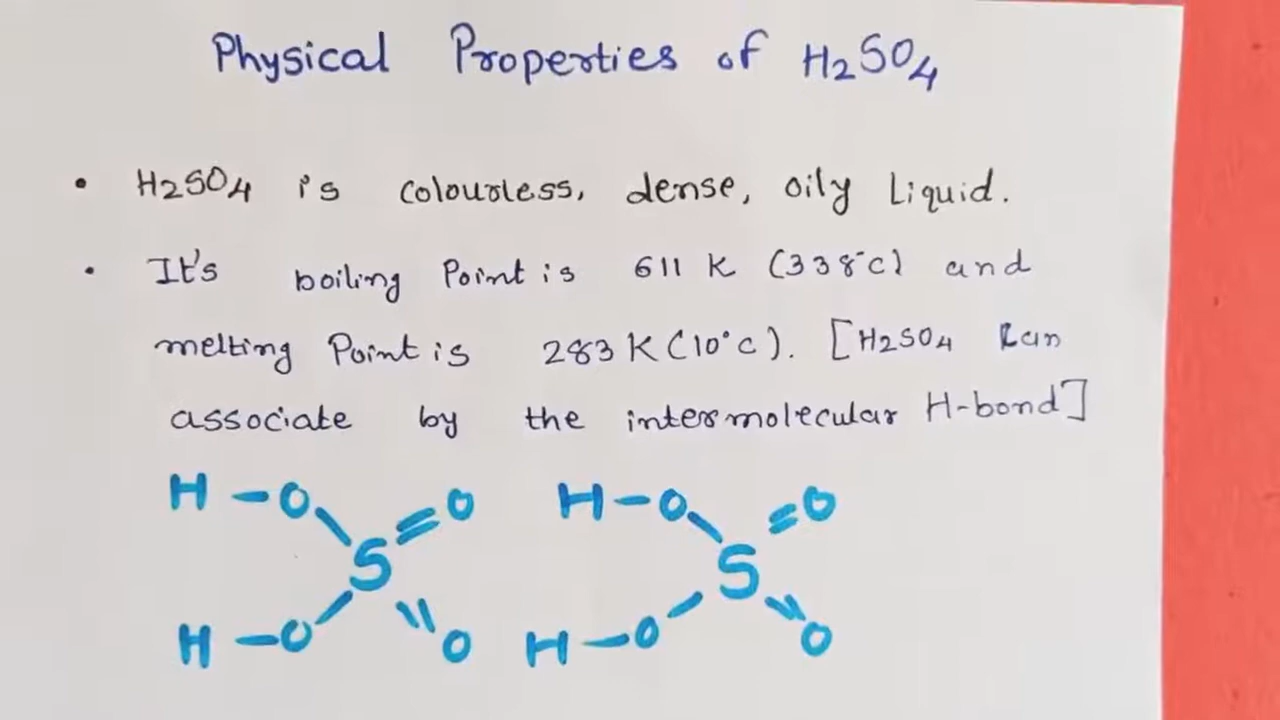 Physical Properties of H2SO4
• H2SO4 is colourless, dense, oily Liquid.
• It's boiling Point is 611 K (338°C) and
melting Point is 283 K (10°C). [H2SO4 can
associate by the intermolecular H-bond]
H-O O H-O O
S S
H-O O H-O O